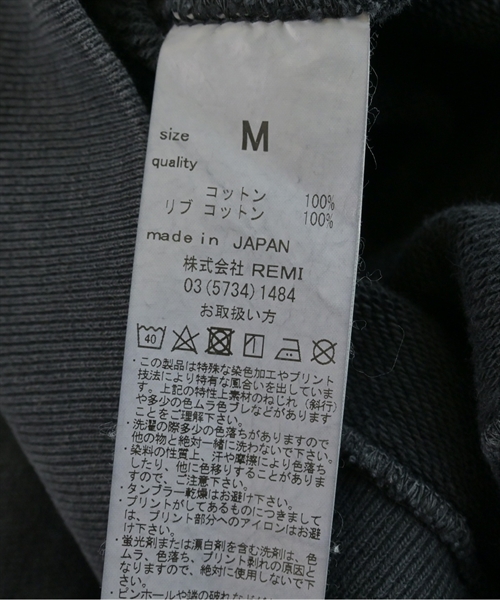 size M
quality
コットン 100%
リブ コットン 100%
made in JAPAN
株式会社 REMI
03(5734)1484
お取扱い方
40
・この製品は特殊な染色加工やプリント
技法により特有な風合いを出していま
す。上記の特性上素材のねじれ（斜行）
や多少の色ムラ色ブレなどがあります
ことをご理解下さい。
・洗濯の際多少の色落ちがありますので
他の物と絶対一緒に洗わないで下さい。
・染料の性質上、汗や摩擦により色落ち
したり、他に色移りすることがありま
すので、ご注意下さい。
・タンブラー乾燥はお避け下さい。
・プリントがしてあるものにつきまして
は、プリント部分へのアイロンはお避
け下さい。
・蛍光剤または漂白剤を含む洗剤は、色
ムラ、色落ち、プリント剥れの原因と
なりますので、絶対に使用しないで下
さい。
・ピンホールや